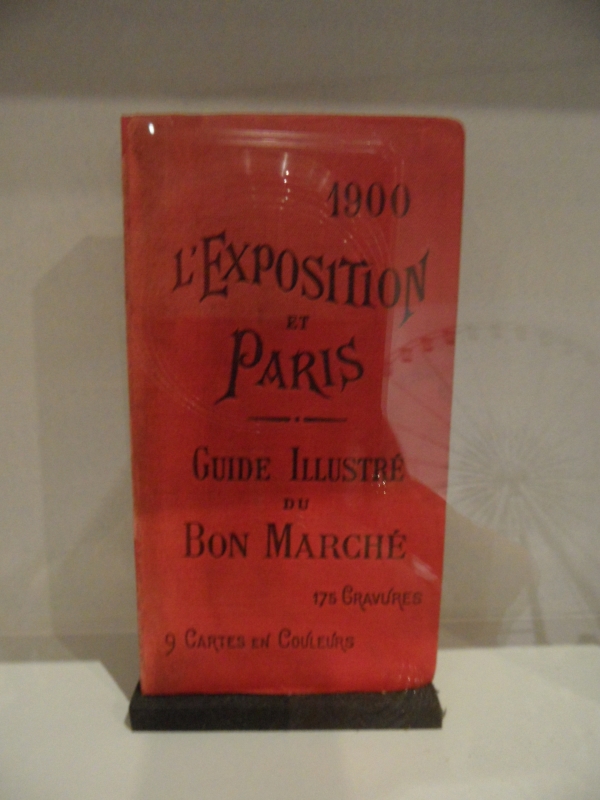 1900
L'EXPOSITION
ET
PARIS
GUIDE ILLUSTRÉ
DU
BON MARCHÉ
175 GRAVURES
9 CARTES EN COULEURS